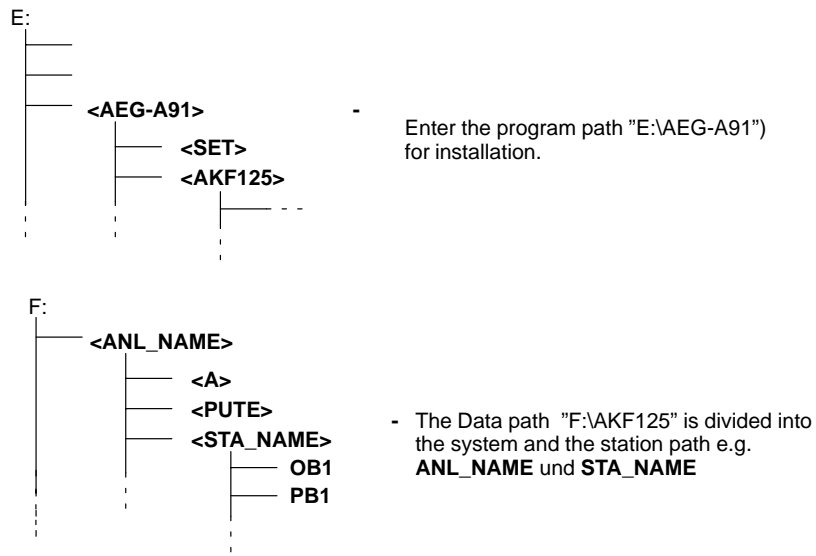 E:
<AEG-A91>
<SET>
<AKF125>
- Enter the program path ”E:\AEG-A91”)
for installation.
F:
<ANL_NAME>
<A>
<PUTE>
<STA_NAME>
OB1
PB1
- The Data path ”F:\AKF125” is divided into
the system and the station path e.g.
ANL_NAME und STA_NAME